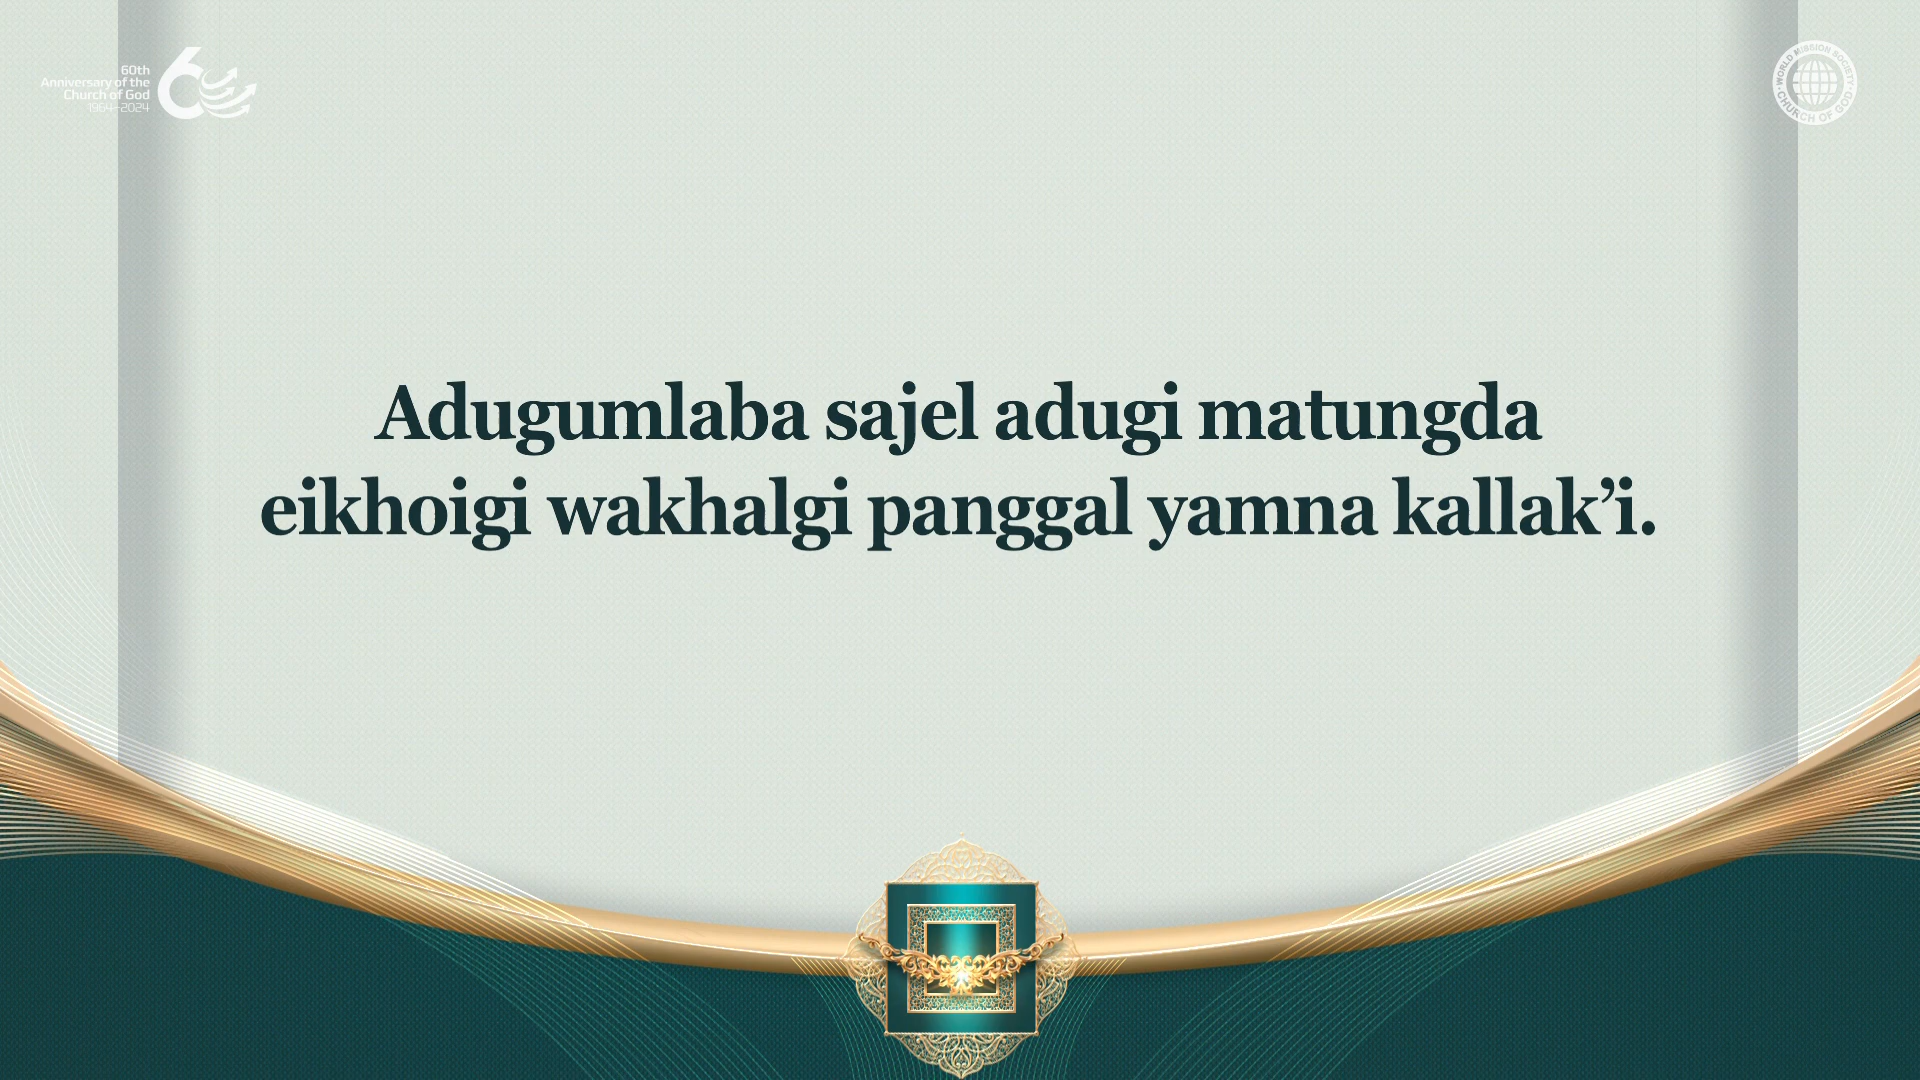 60th
Anniversary of the
Church of God
1964–2024
60
WORLD MISSION SOCIETY
CHURCH OF GOD
Adugumlaba sajel adugi matungda
eikhoigi wakhalgi panggal yamna kallak’i.